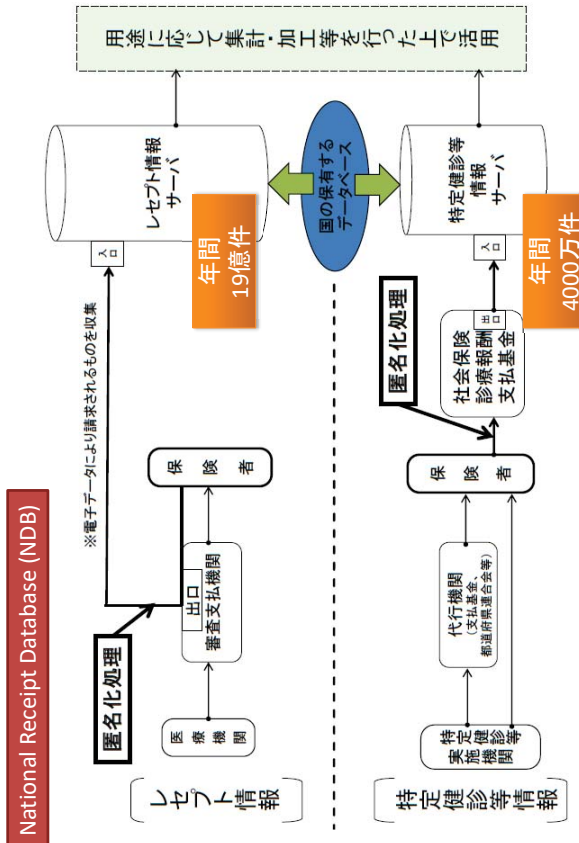 National Receipt Database (NDB)
レセプト情報
医療機関
匿名化処理
出口
審査支払機関
保険者
※電子データにより請求されるものを収集
入口
レセプト情報
サーバ
年間
19億件
用途に応じて集計・加工等を行った上で活用
国の保有する
データベース
特定健診等情報
特定健診等
実施機関
代行機関
(支払基金、
都道府県連合会等)
保険者
匿名化処理
社会保険
診療報酬
支払基金
出口
入口
特定健診等
情報
サーバ
年間
4000万件